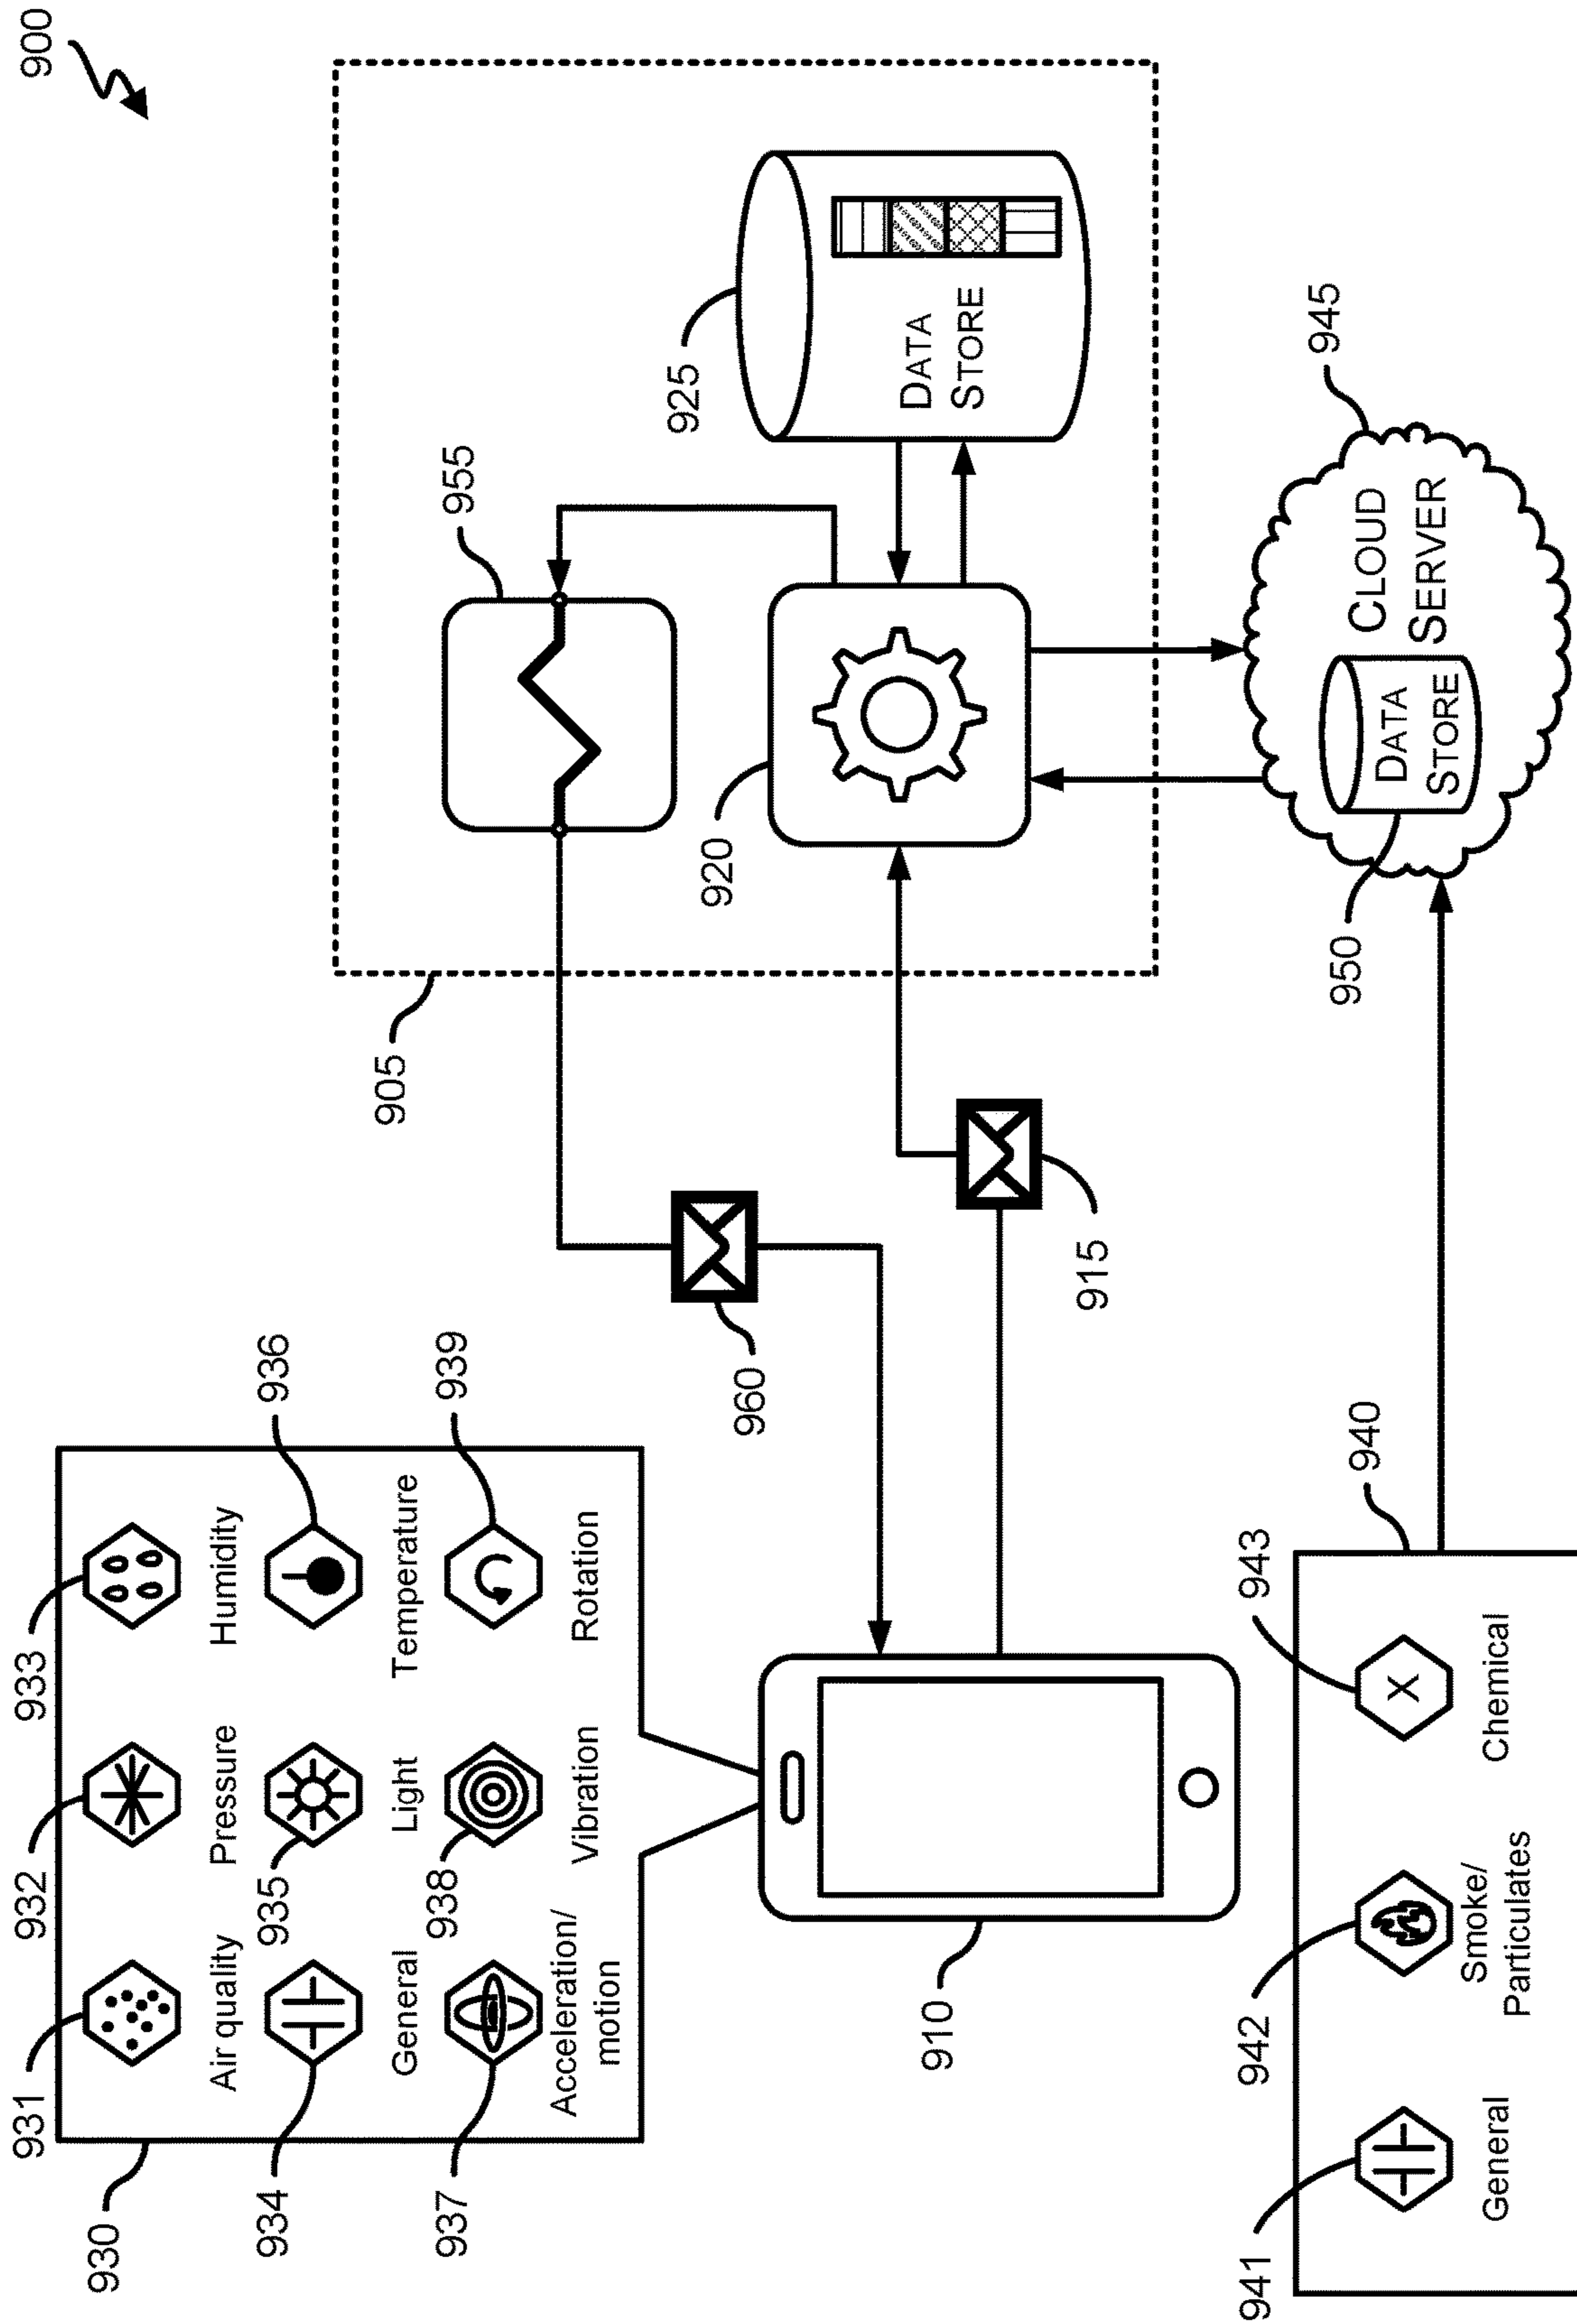 900
930
931
932
933
Air quality
Pressure
Humidity
934
935
936
General
Light
Temperature
937
938
939
Acceleration/
motion
Vibration
Rotation
960
905
955
925
DATA
STORE
920
910
915
940
941
942
943
General
Smoke/
Particulates
Chemical
945
CLOUD
SERVER
950
DATA
STORE
X